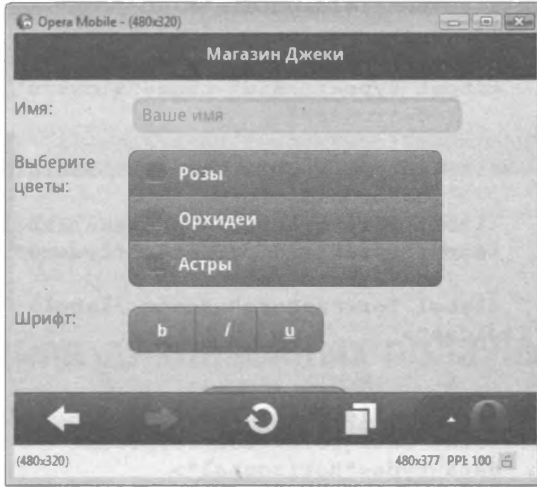 Opera Mobile - (480x320)
Магазин Джеки
Имя:
Ваше имя
Выберите
цветы:
Розы
Орхидеи
Астры
Шрифт:
b
i
u
(480x320)
480x377 PPI: 100